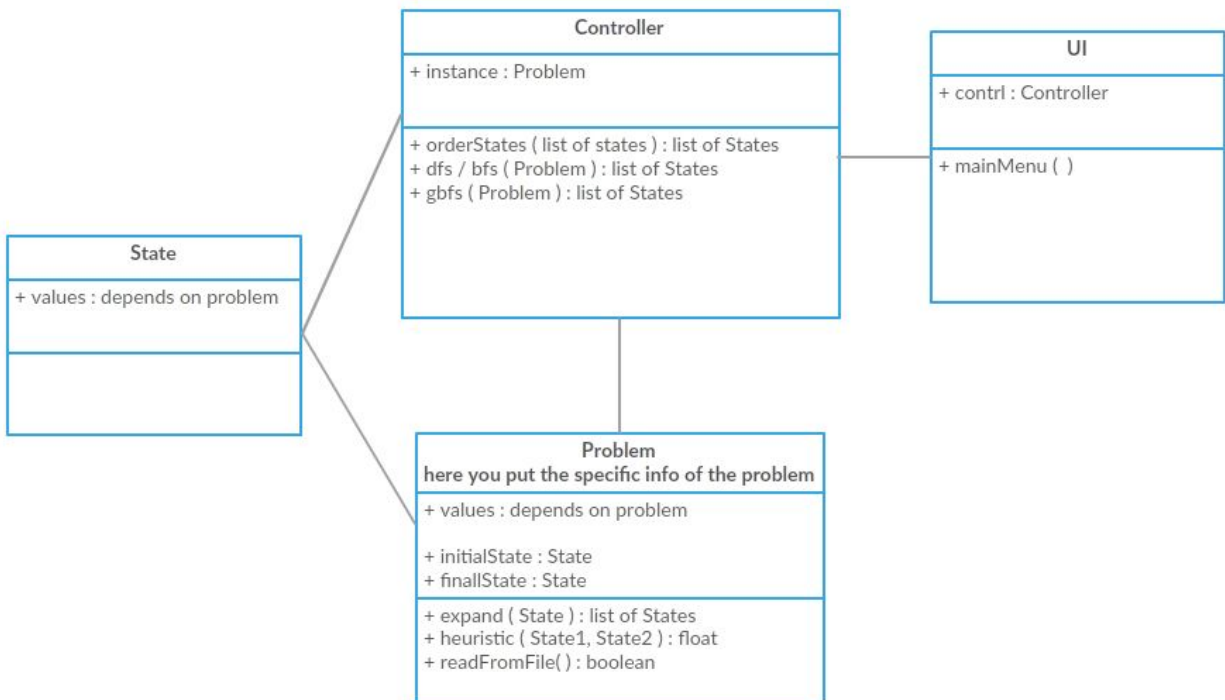 Controller
+ instance : Problem
+ orderStates ( list of states ) : list of States
+ dfs / bfs ( Problem ) : list of States
+ gbfs ( Problem ) : list of States
UI
+ contrl : Controller
+ mainMenu ( )
State
+ values : depends on problem
Problem
here you put the specific info of the problem
+ values : depends on problem
+ initialState : State
+ finallState : State
+ expand ( State ) : list of States
+ heuristic ( State1, State2 ) : float
+ readFromFile() : boolean